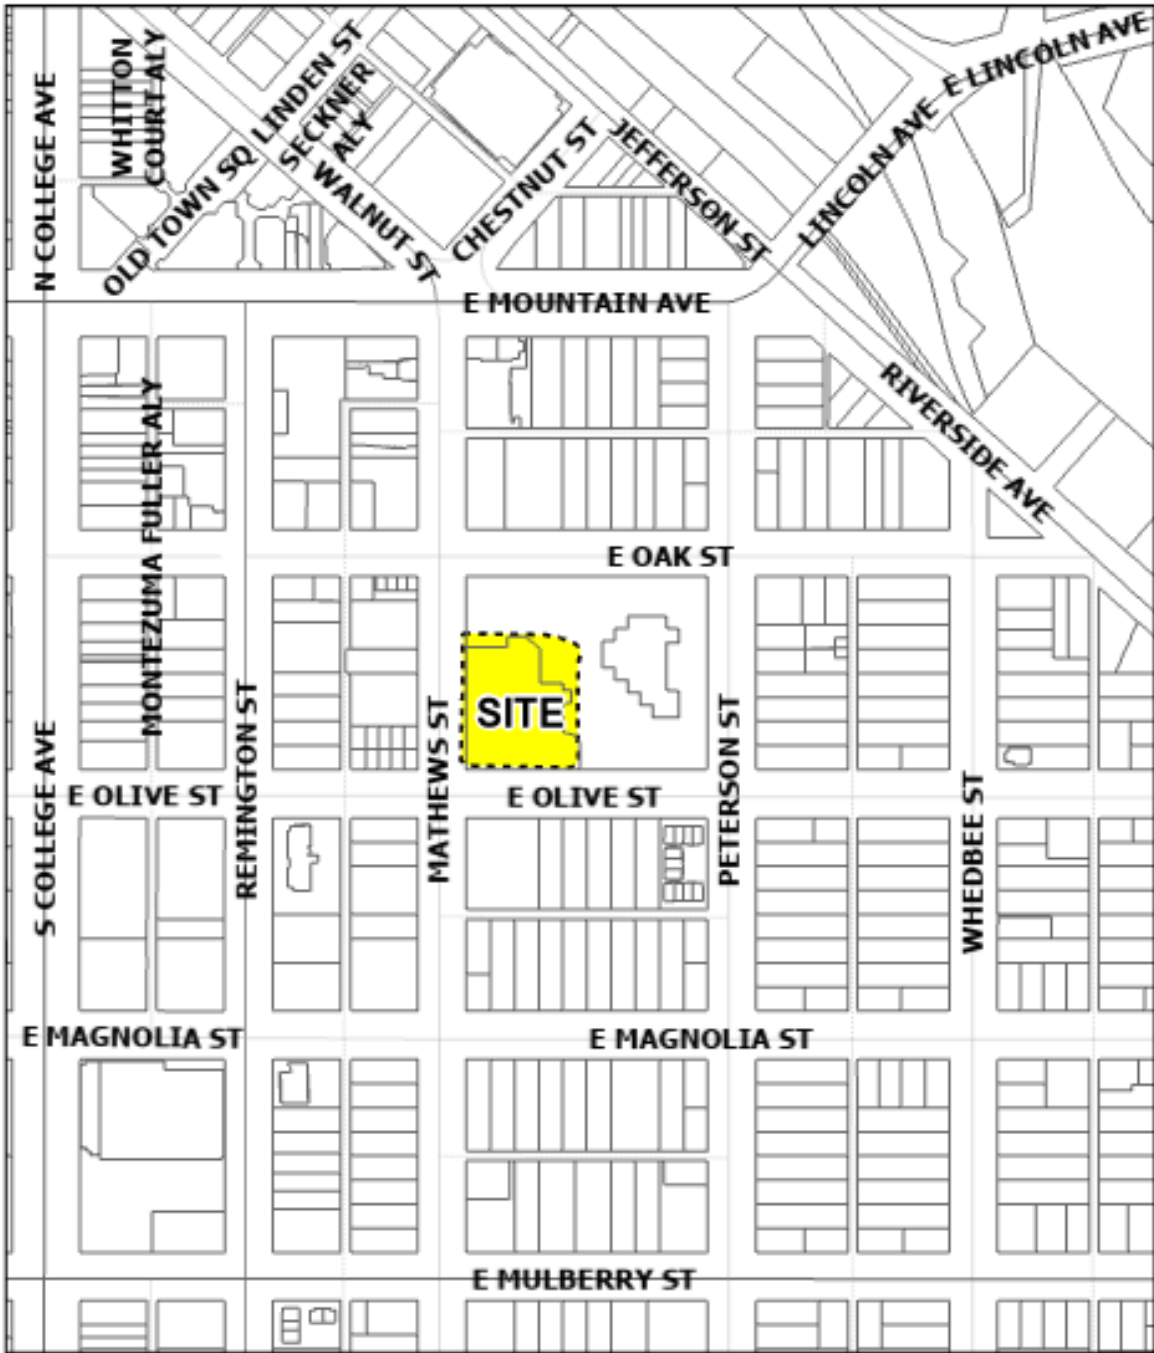 E LINCOLN AVE
N COLLEGE AVE
WHITTON
COURT ALY
LINDEN ST
SECKNER
ALY
OLD TOWN SQ
WALNUT ST
CHESTNUT ST
JEFFERSON ST
LINCOLN AVE
E MOUNTAIN AVE
RIVERSIDE AVE
MONTEZUMA FULLER ALY
E OAK ST
SITE
S COLLEGE AVE
REMINGTON ST
MATHEWS ST
PETERSON ST
WHEDBEE ST
E OLIVE ST
E OLIVE ST
E MAGNOLIA ST
E MAGNOLIA ST
E MULBERRY ST